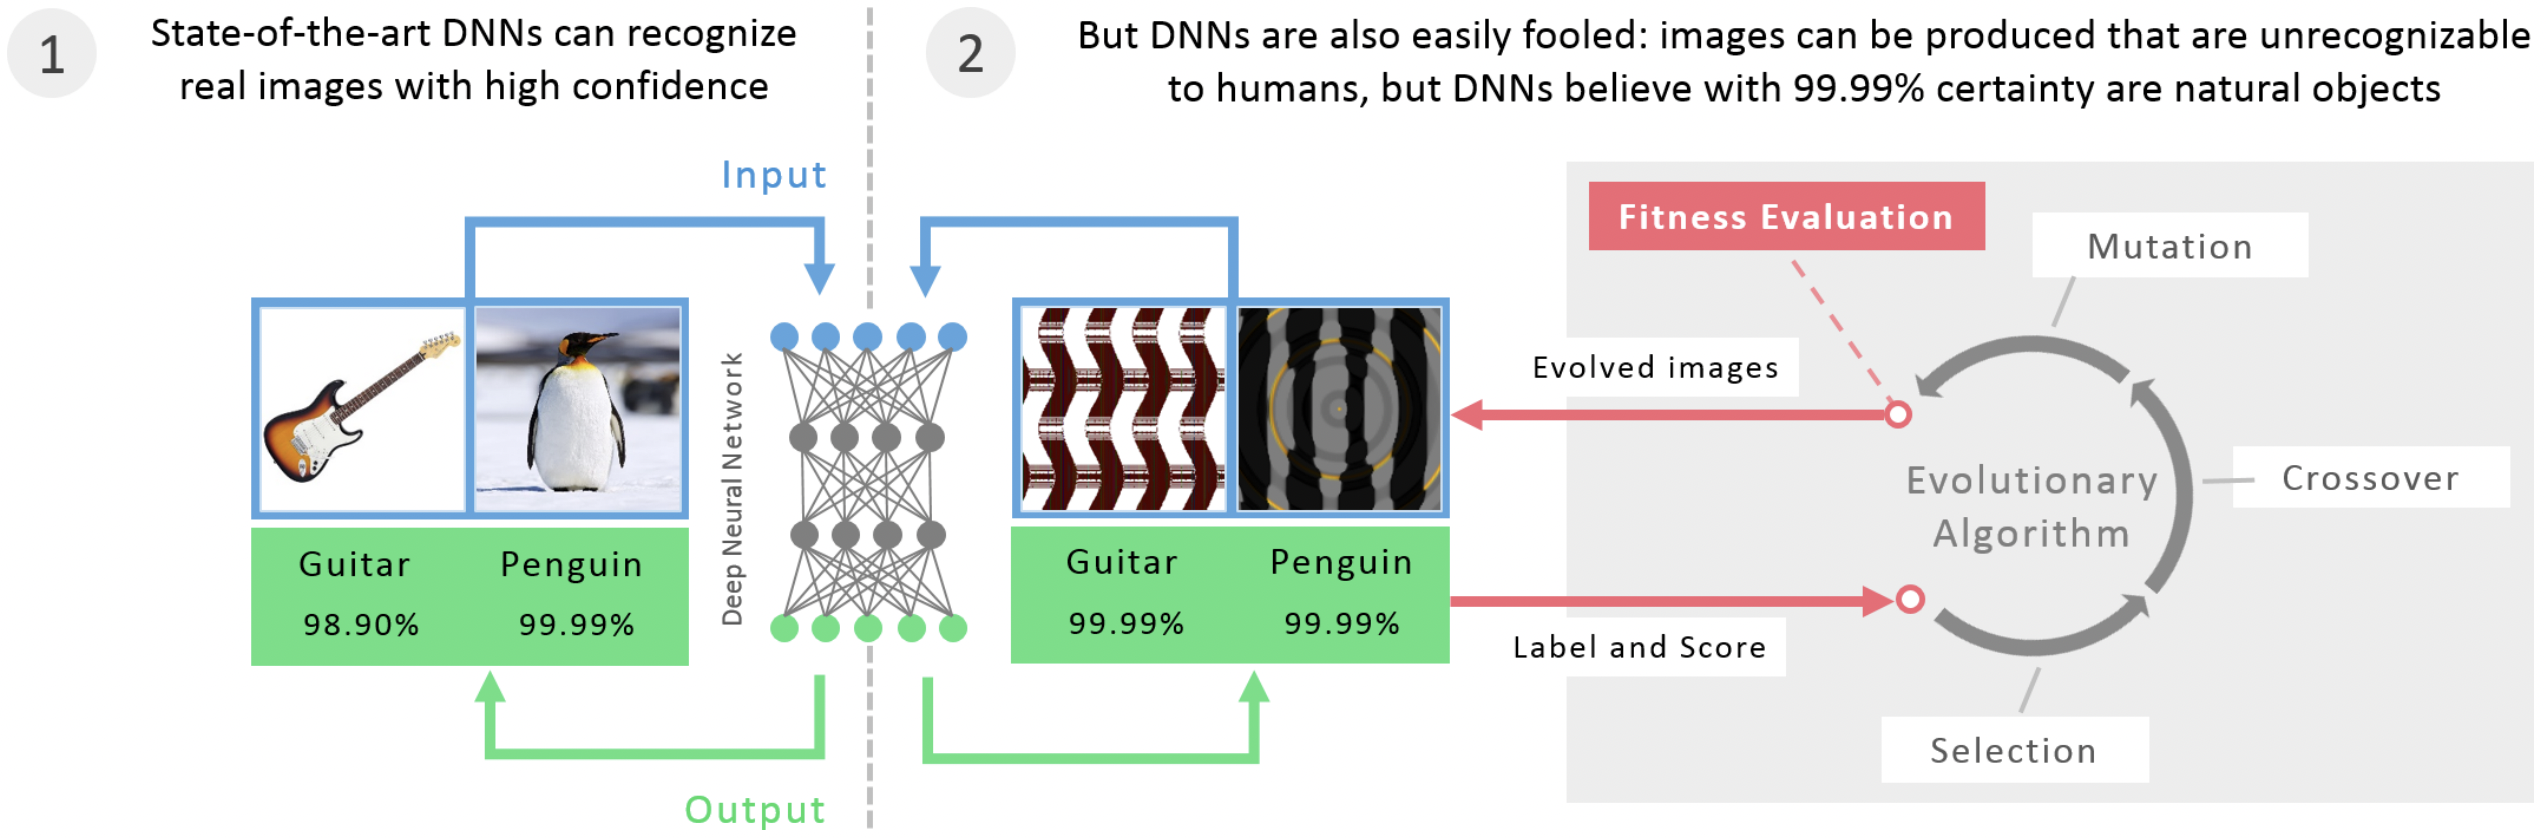 1
State-of-the-art DNNs can recognize
real images with high confidence
2
But DNNs are also easily fooled: images can be produced that are unrecognizable
to humans, but DNNs believe with 99.99% certainty are natural objects
Input
Deep Neural Network
Guitar
Penguin
98.90%
99.99%
Output
Guitar
Penguin
99.99%
99.99%
Evolved images
Label and Score
Fitness Evaluation
Mutation
Crossover
Evolutionary
Algorithm
Selection